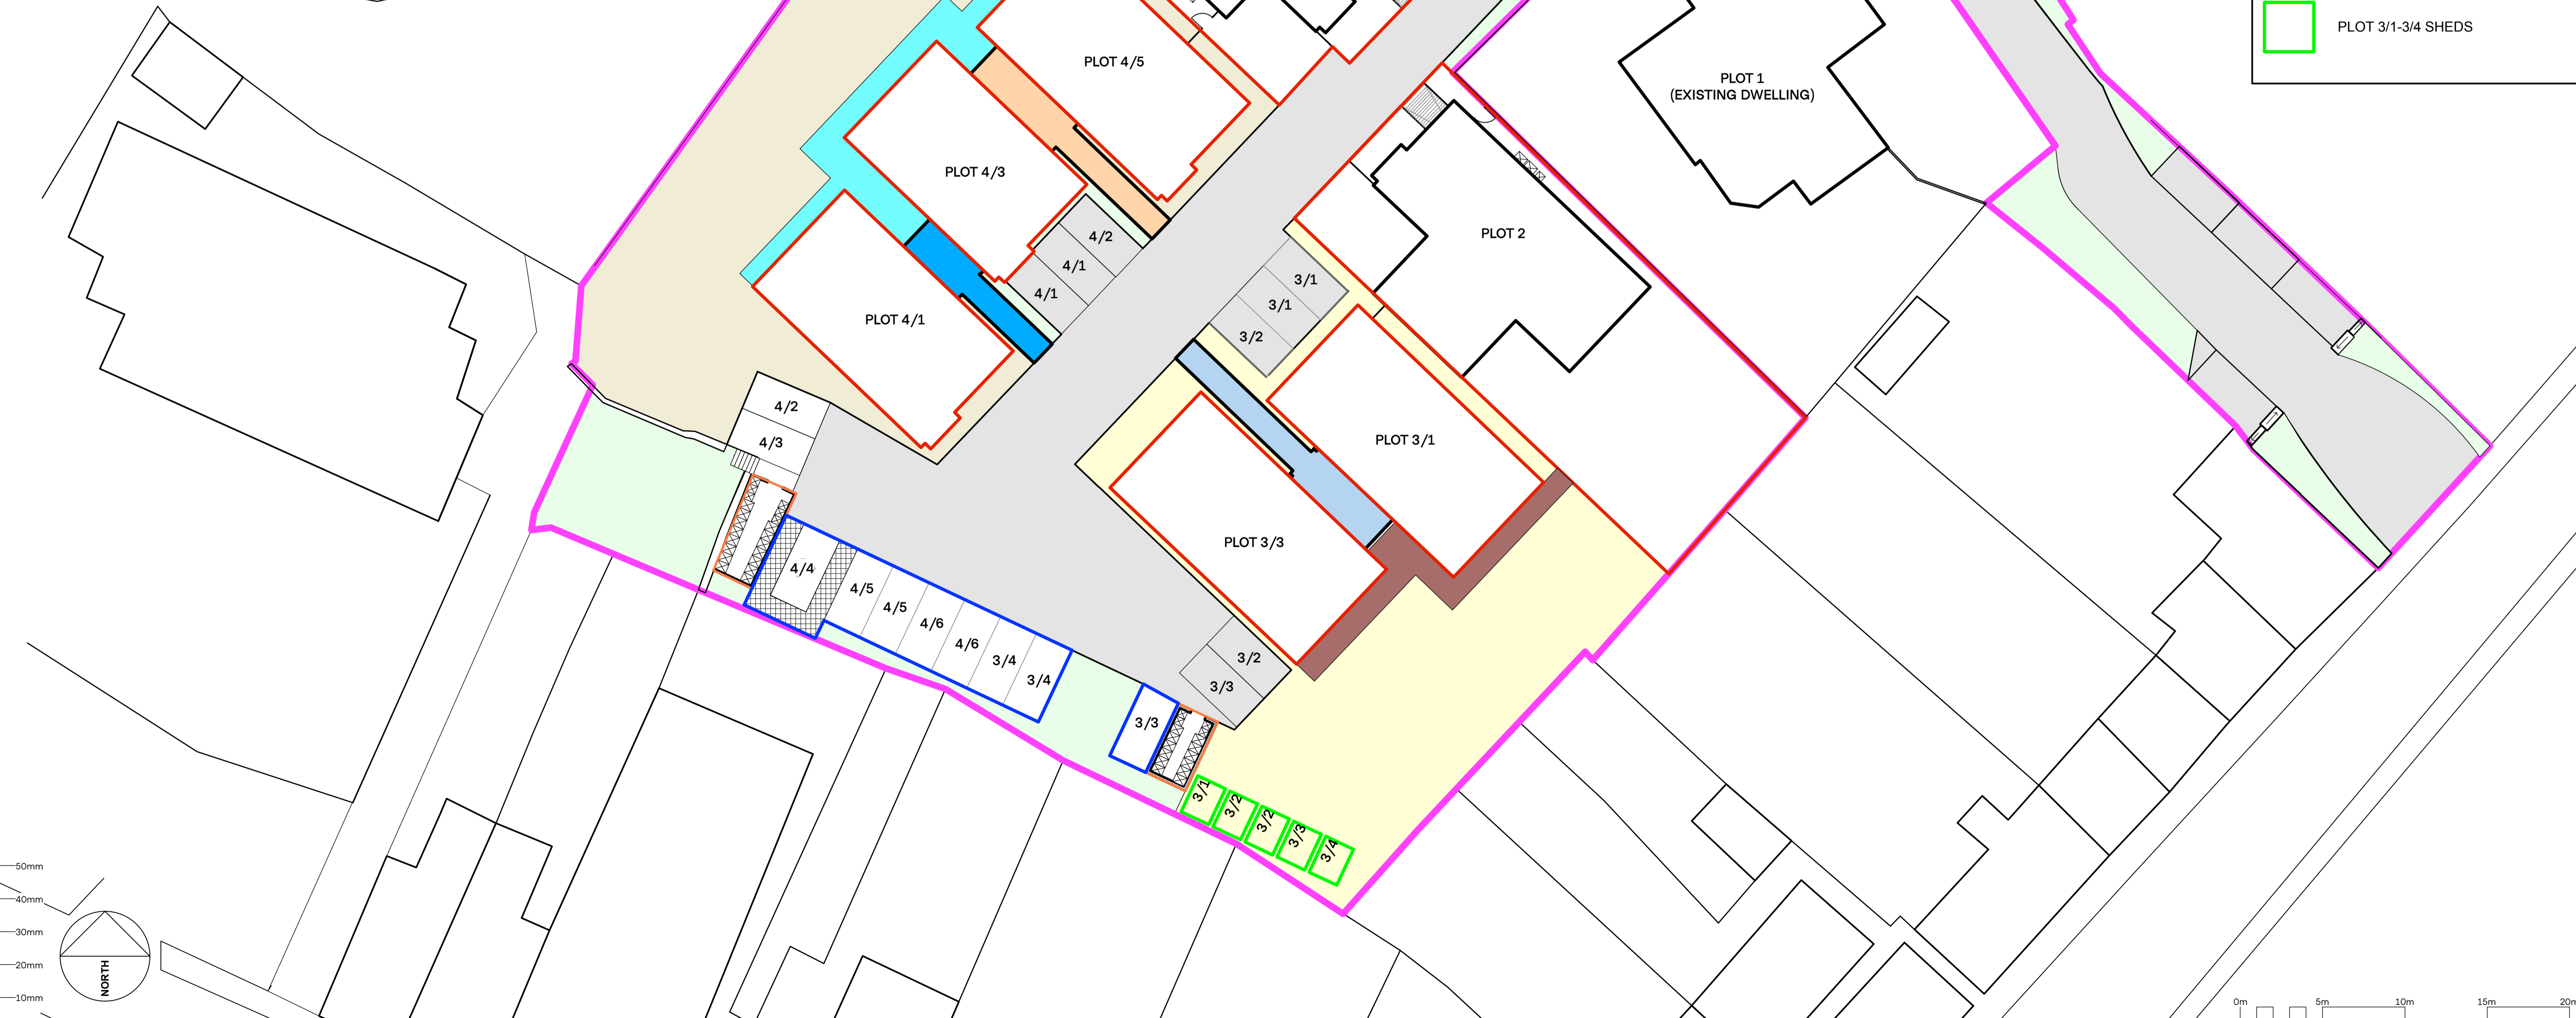 PLOT 3/1-3/4 SHEDS
PLOT 4/5
PLOT 1
(EXISTING DWELLING)
PLOT 4/3
PLOT 2
4/2
4/1
4/1
3/1
3/1
3/2
PLOT 4/1
4/2
4/3
PLOT 3/1
PLOT 3/3
4/4
4/5
4/5
4/6
4/6
3/4
3/4
3/2
3/3
3/3
3/1
3/2
3/2
3/3
3/4
50mm
40mm
30mm
20mm
10mm
NORTH
0m
5m
10m
15m